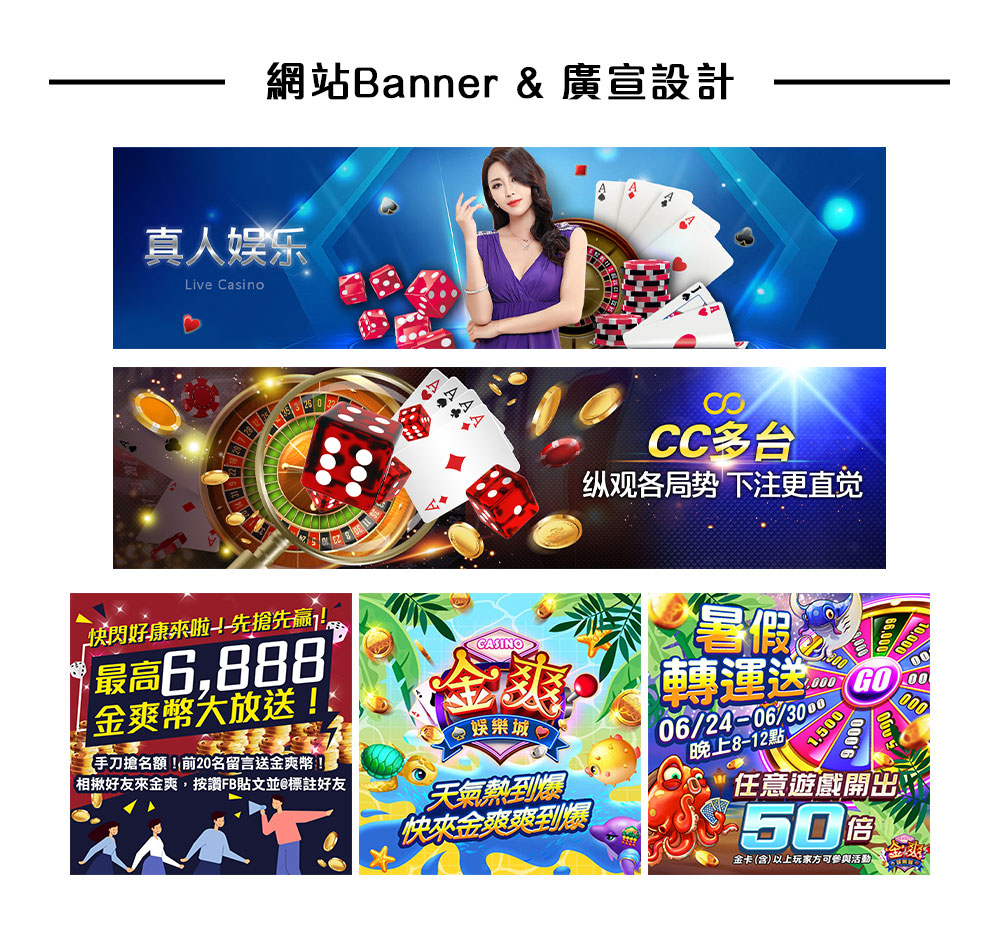 網站Banner & 廣宣設計
真人娱乐
Live Casino
CC多台
纵观各局势 下注更直觉
快閃好康來啦！先搶先贏！
最高6,888
金爽幣大放送！
手刀搶名額！前20名留言送金爽幣！
相揪好友來金爽，按讚FB貼文並@標註好友
CASINO
金爽
娛樂城
天氣熱到爆
快來金爽爽到爆
暑假
轉運送
06/24-06/30
晚上8-12點
GO
1,500
9,000
任意遊戲開出
50倍
金卡(含)以上玩家方可參與活動
金爽